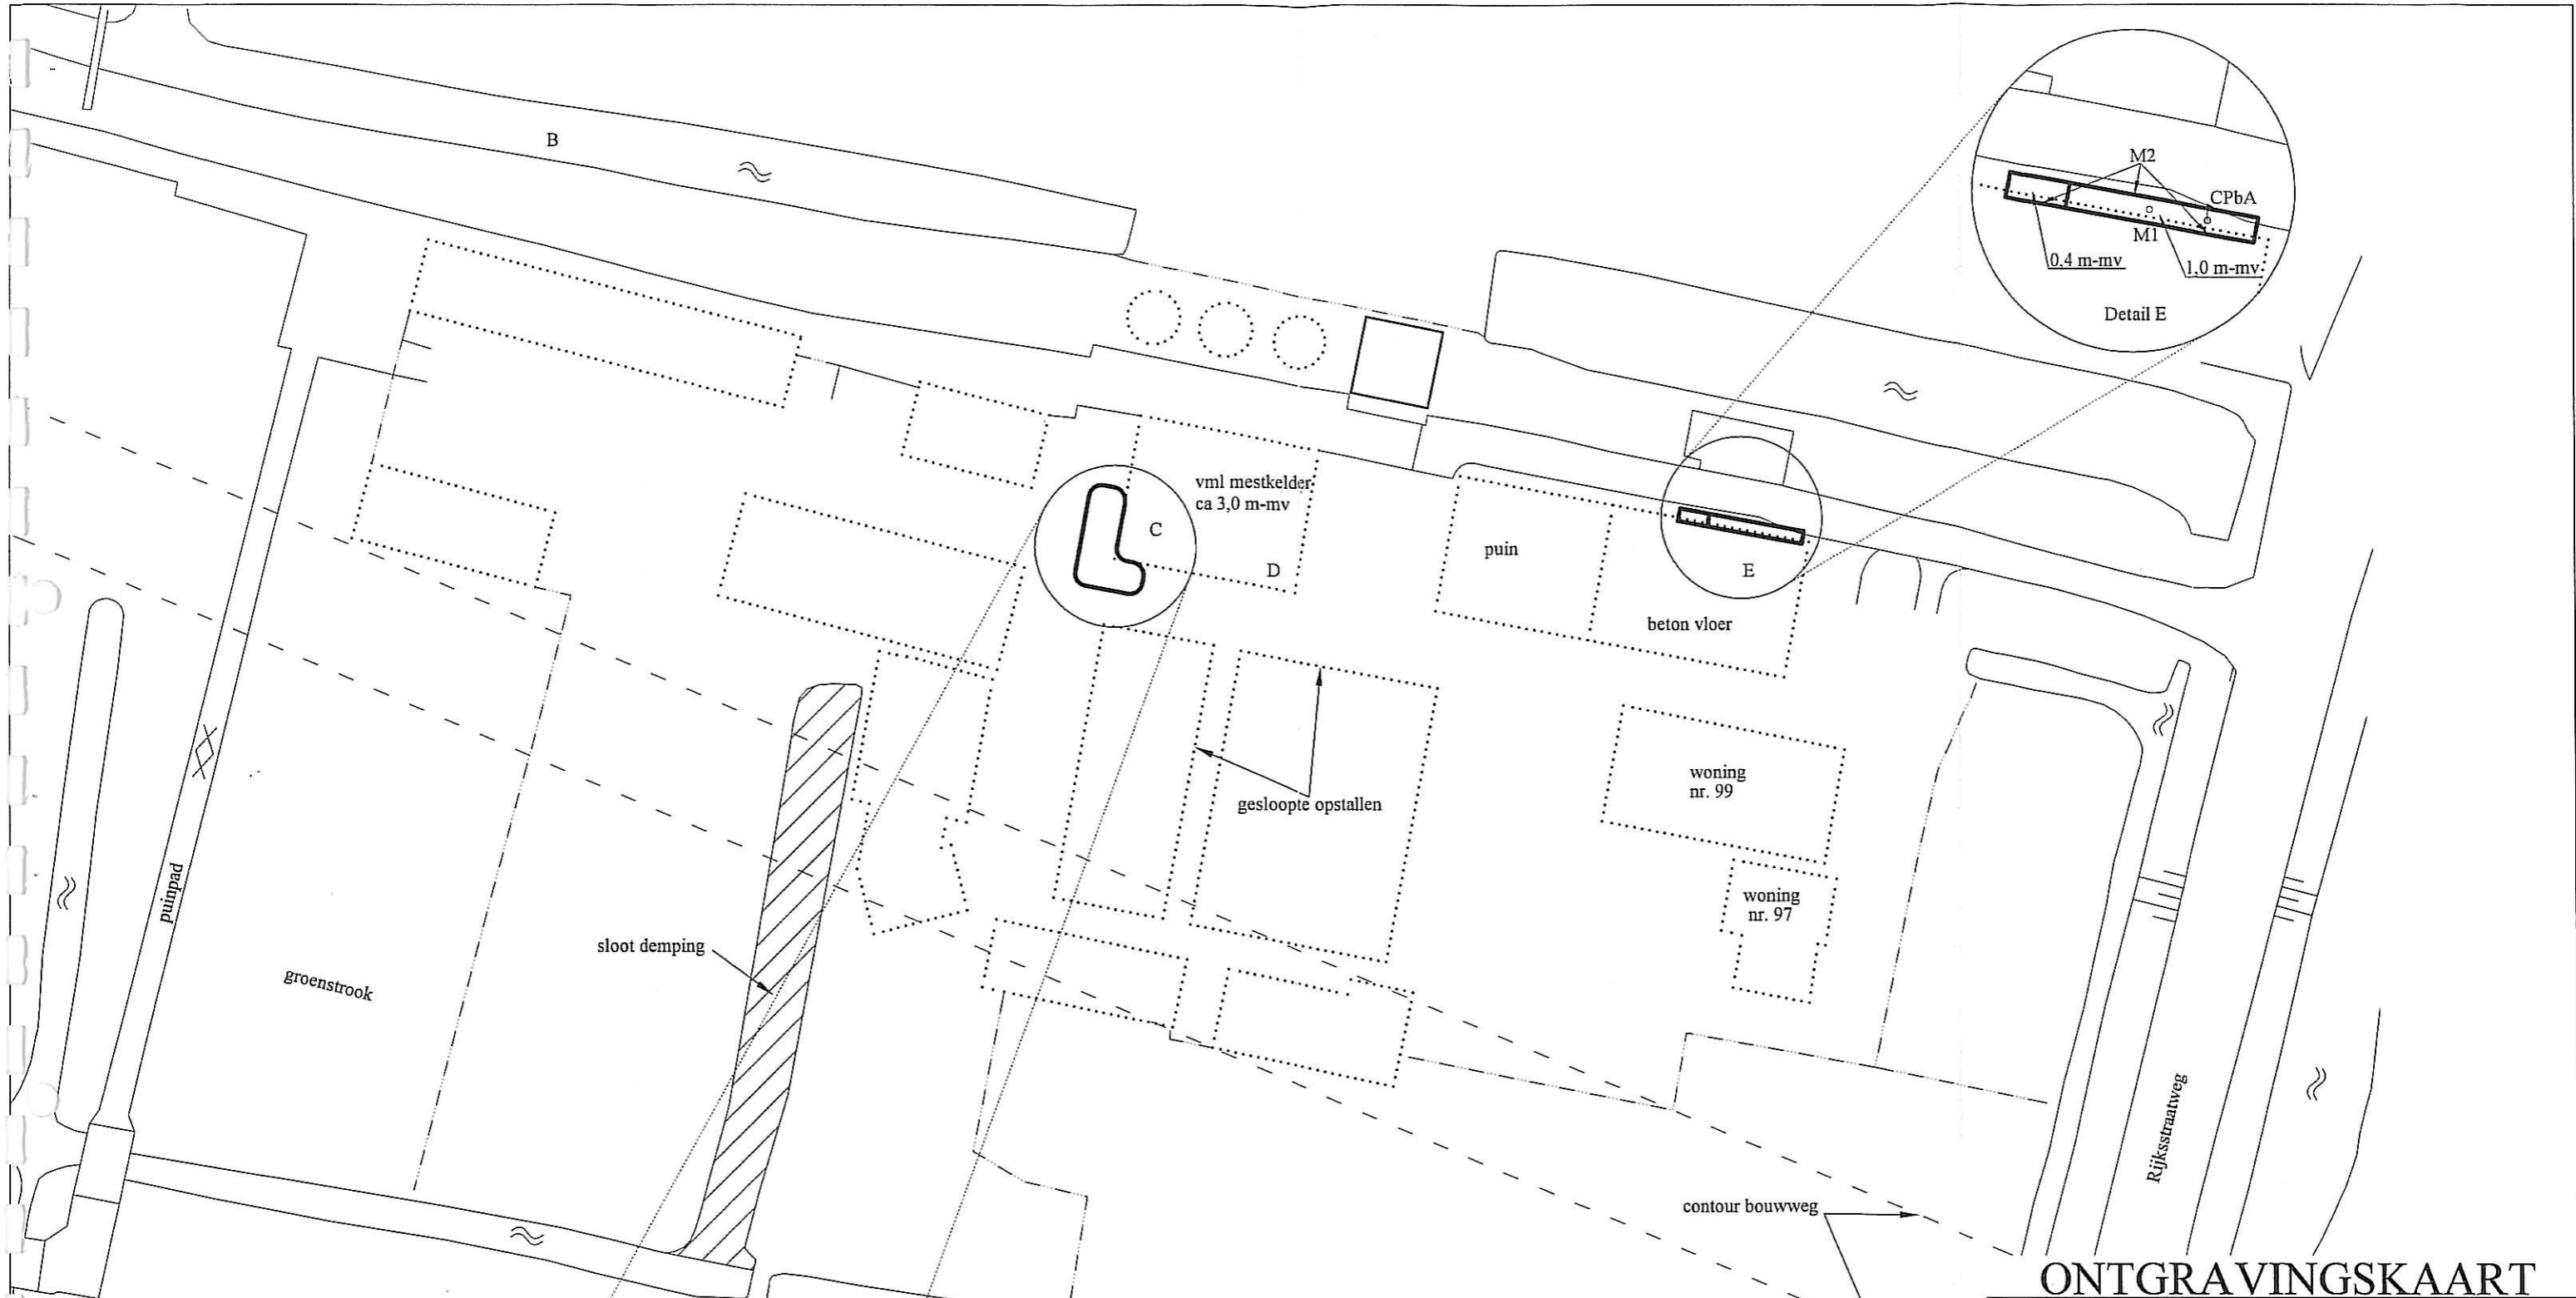 B
M2
CPbA
M1
0,4 m-mv
1,0 m-mv
Detail E
vml mestkelder
ca 3,0 m-mv
C
D
puin
E
beton vloer
woning
nr. 99
gesloopte opstallen
woning
nr. 97
puinpad
sloot demping
groenstrook
Rijksstraatweg
contour bouwweg
ONTGRAVINGSKAART